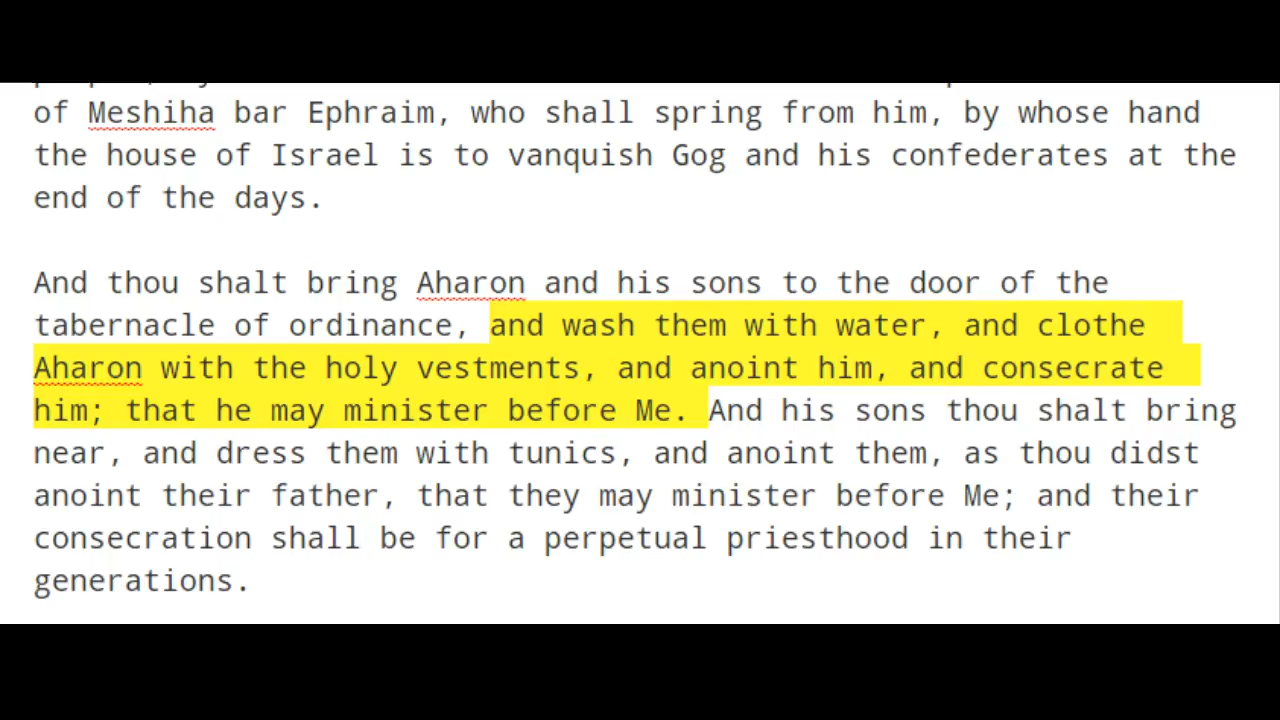 of Meshiha bar Ephraim, who shall spring from him, by whose hand
the house of Israel is to vanquish Gog and his confederates at the
end of the days.
And thou shalt bring Aharon and his sons to the door of the
tabernacle of ordinance, and wash them with water, and clothe
Aharon with the holy vestments, and anoint him, and consecrate
him; that he may minister before Me. And his sons thou shalt bring
near, and dress them with tunics, and anoint them, as thou didst
anoint their father, that they may minister before Me; and their
consecration shall be for a perpetual priesthood in their
generations.